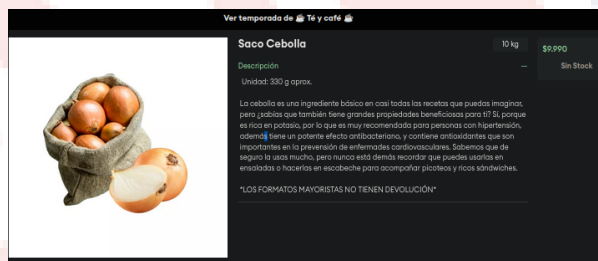 Ver temporada de ☕ Té y café ☕
Saco Cebolla
10 kg
$9.990
Descripción
–
Sin Stock
Unidad: 330 g aprox.
La cebolla es una ingrediente básico en casi todas las recetas que puedas imaginar,
pero ¿sabías que también tiene grandes propiedades beneficiosas para ti? Sí, porque
es rica en potasio, por lo que es muy recomendada para personas con hipertensión,
además tiene un potente efecto antibacteriano, y contiene antioxidantes que son
importantes en la prevensión de enfermades cardiovasculares. Sabemos que de
seguro la usas mucho, pero nunca está demás recordar que puedes usarlas en
ensaladas o hacerlas en escabeche para acompañar picoteos y ricos sándwiches.
*LOS FORMATOS MAYORISTAS NO TIENEN DEVOLUCIÓN*